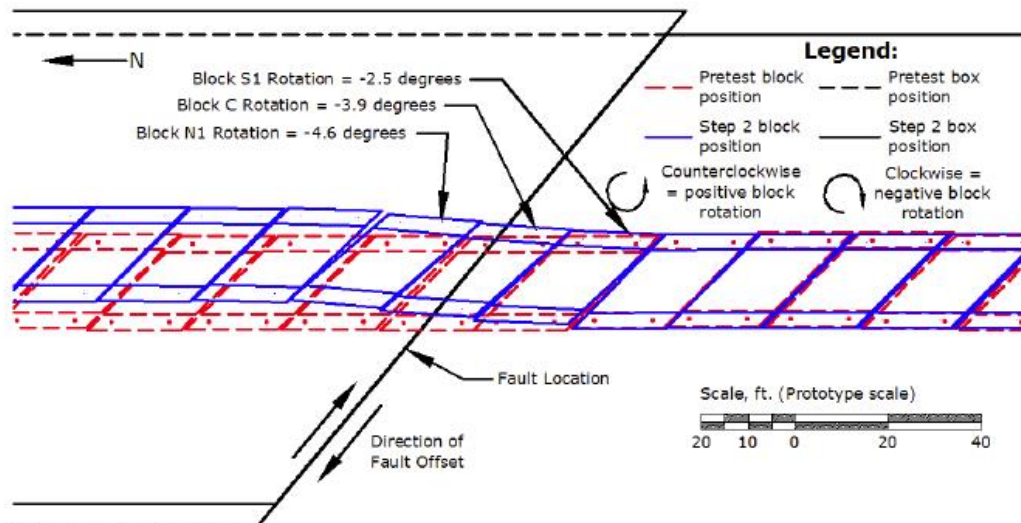 N
Block S1 Rotation = -2.5 degrees
Block C Rotation = -3.9 degrees
Block N1 Rotation = -4.6 degrees
Legend:
Pretest block
position
Pretest box
position
Step 2 block
position
Step 2 box
position
Counterclockwise
= positive block
rotation
Clockwise =
negative block
rotation
Fault Location
Direction of
Fault Offset
Scale, ft. (Prototype scale)
20 10 0 20 40